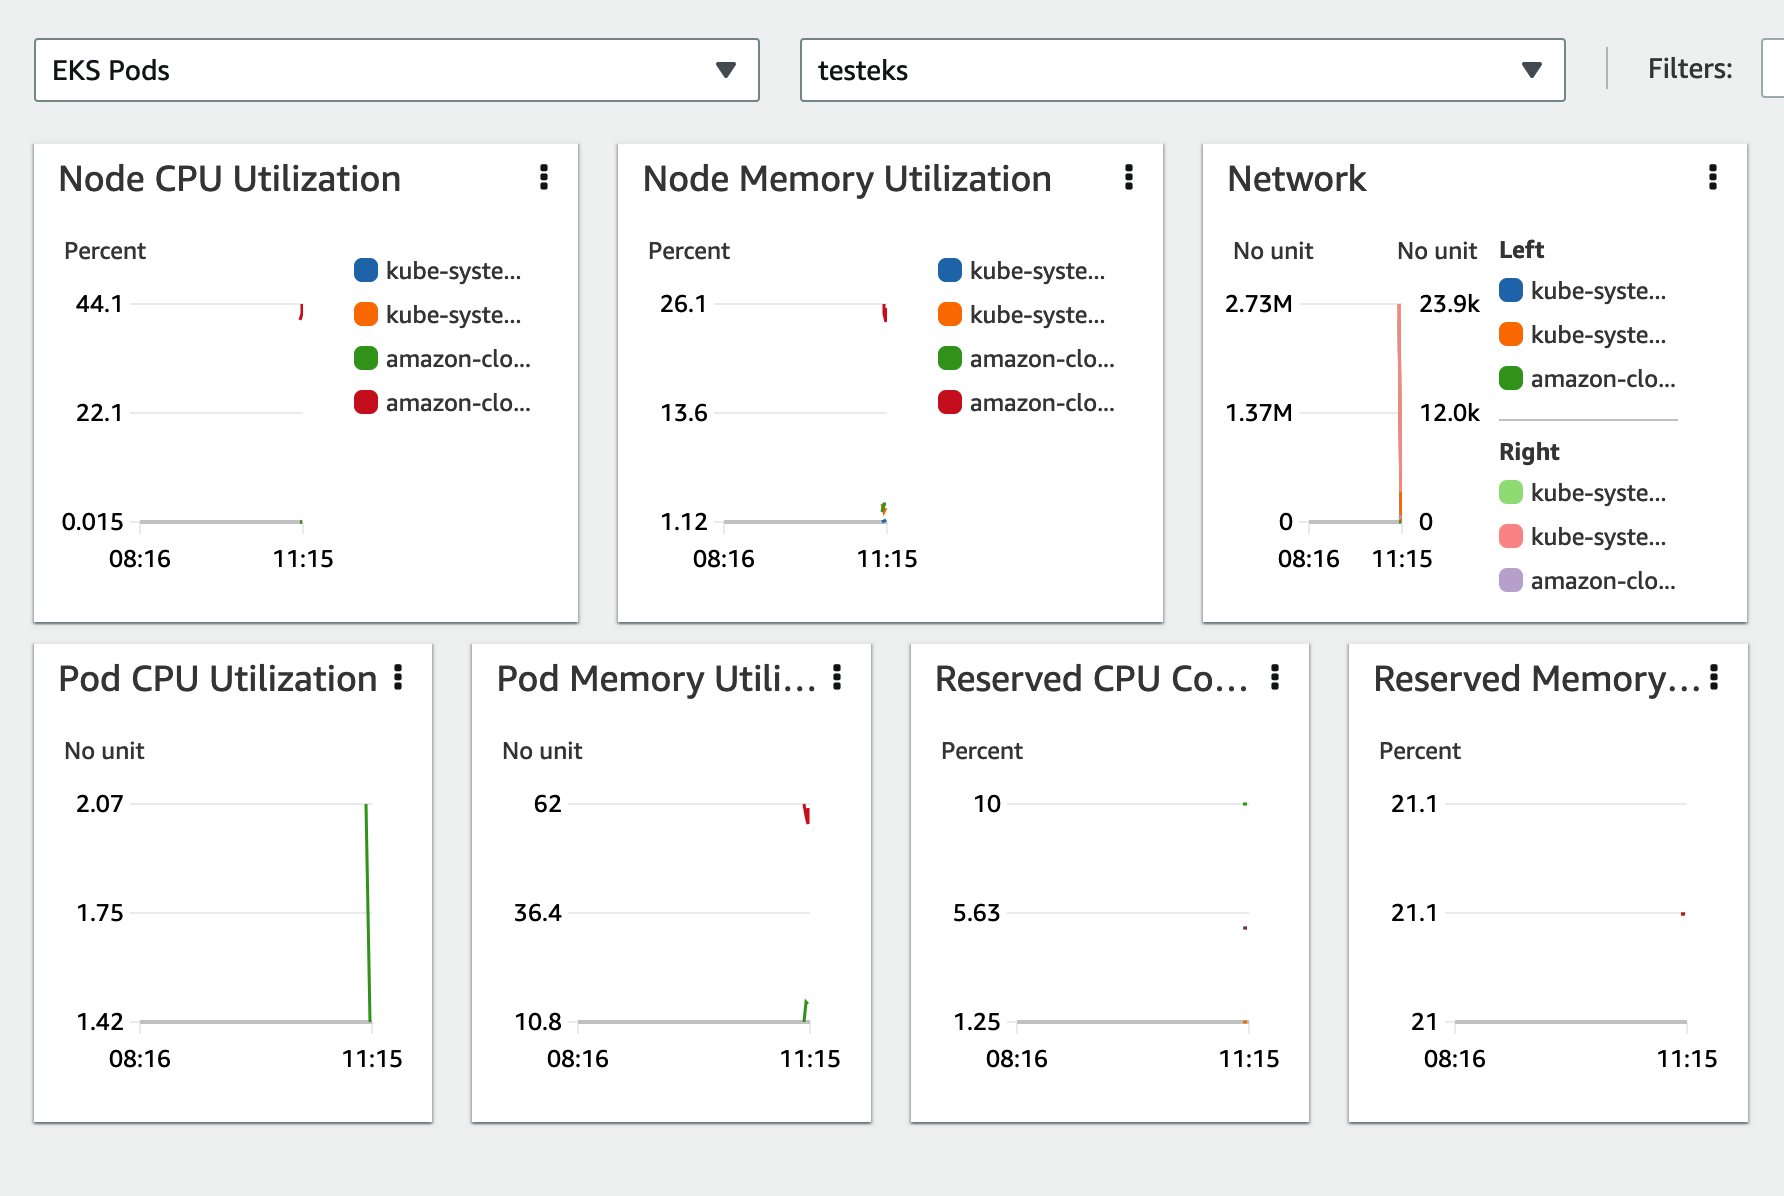 EKS Pods
testeks
Filters:
Node CPU Utilization
Percent
44.1
22.1
0.015
08:16
11:15
kube-syste...
kube-syste...
amazon-clo...
amazon-clo...
Node Memory Utilization
Percent
26.1
13.6
1.12
08:16
11:15
kube-syste...
kube-syste...
amazon-clo...
amazon-clo...
Network
No unit
No unit
2.73M
1.37M
0
23.9k
12.0k
0
08:16
11:15
Left
kube-syste...
kube-syste...
amazon-clo...
Right
kube-syste...
kube-syste...
amazon-clo...
Pod CPU Utilization
No unit
2.07
1.75
1.42
08:16
11:15
Pod Memory Utili...
No unit
62
36.4
10.8
08:16
11:15
Reserved CPU Co...
Percent
10
5.63
1.25
08:16
11:15
Reserved Memory...
Percent
21.1
21.1
21
08:16
11:15